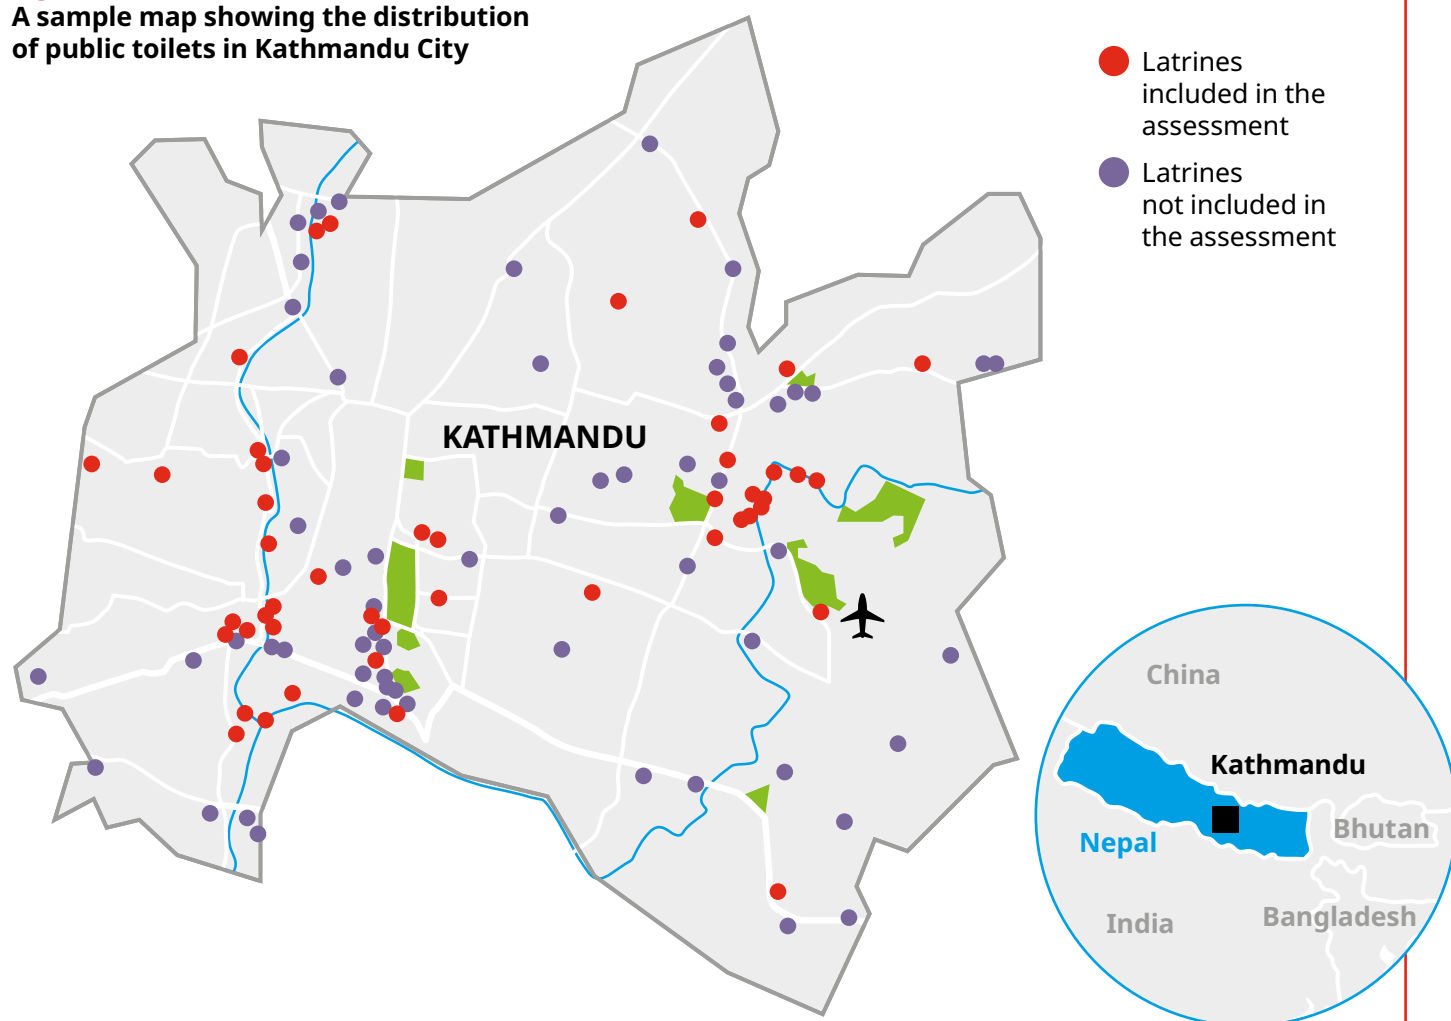 A sample map showing the distribution
of public toilets in Kathmandu City
Latrines
included in the
assessment
Latrines
not included in
the assessment
KATHMANDU
China
Kathmandu
Nepal
Bhutan
India
Bangladesh